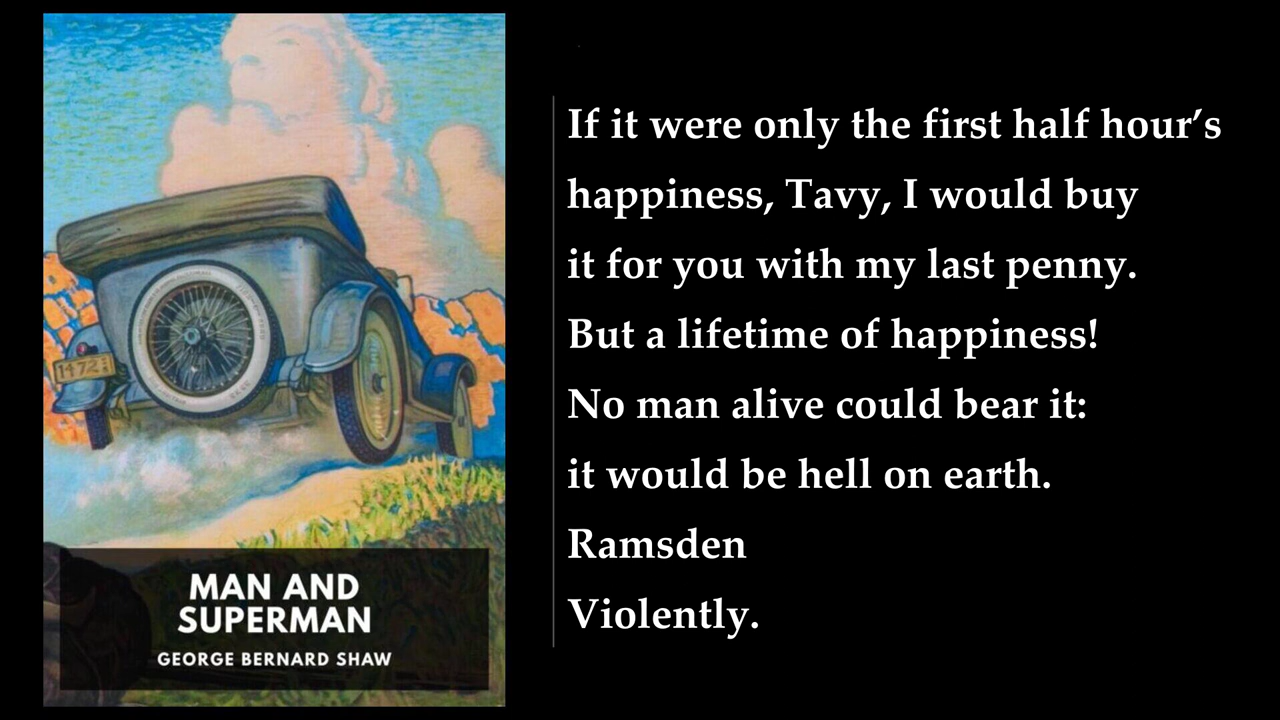 1472
MAN AND
SUPERMAN
GEORGE BERNARD SHAW
If it were only the first half hour’s
happiness, Tavy, I would buy
it for you with my last penny.
But a lifetime of happiness!
No man alive could bear it:
it would be hell on earth.
Ramsden
Violently.